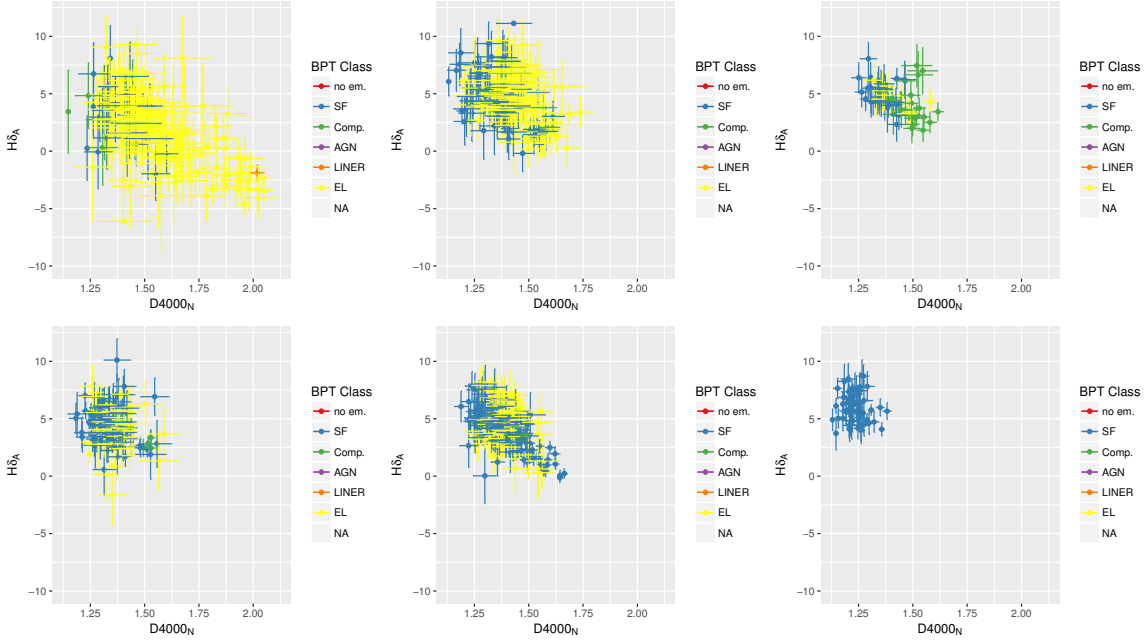 10
5
0
−5
−10
HδA
1.25 1.50 1.75 2.00
D4000N
BPT Class
no em.
SF
Comp.
AGN
LINER
EL
NA
10
5
0
−5
−10
HδA
1.25 1.50 1.75 2.00
D4000N
BPT Class
no em.
SF
Comp.
AGN
LINER
EL
NA
10
5
0
−5
−10
HδA
1.25 1.50 1.75 2.00
D4000N
BPT Class
no em.
SF
Comp.
AGN
LINER
EL
NA
10
5
0
−5
−10
HδA
1.25 1.50 1.75 2.00
D4000N
BPT Class
no em.
SF
Comp.
AGN
LINER
EL
NA
10
5
0
−5
−10
HδA
1.25 1.50 1.75 2.00
D4000N
BPT Class
no em.
SF
Comp.
AGN
LINER
EL
NA
10
5
0
−5
−10
HδA
1.25 1.50 1.75 2.00
D4000N
BPT Class
no em.
SF
Comp.
AGN
LINER
EL
NA